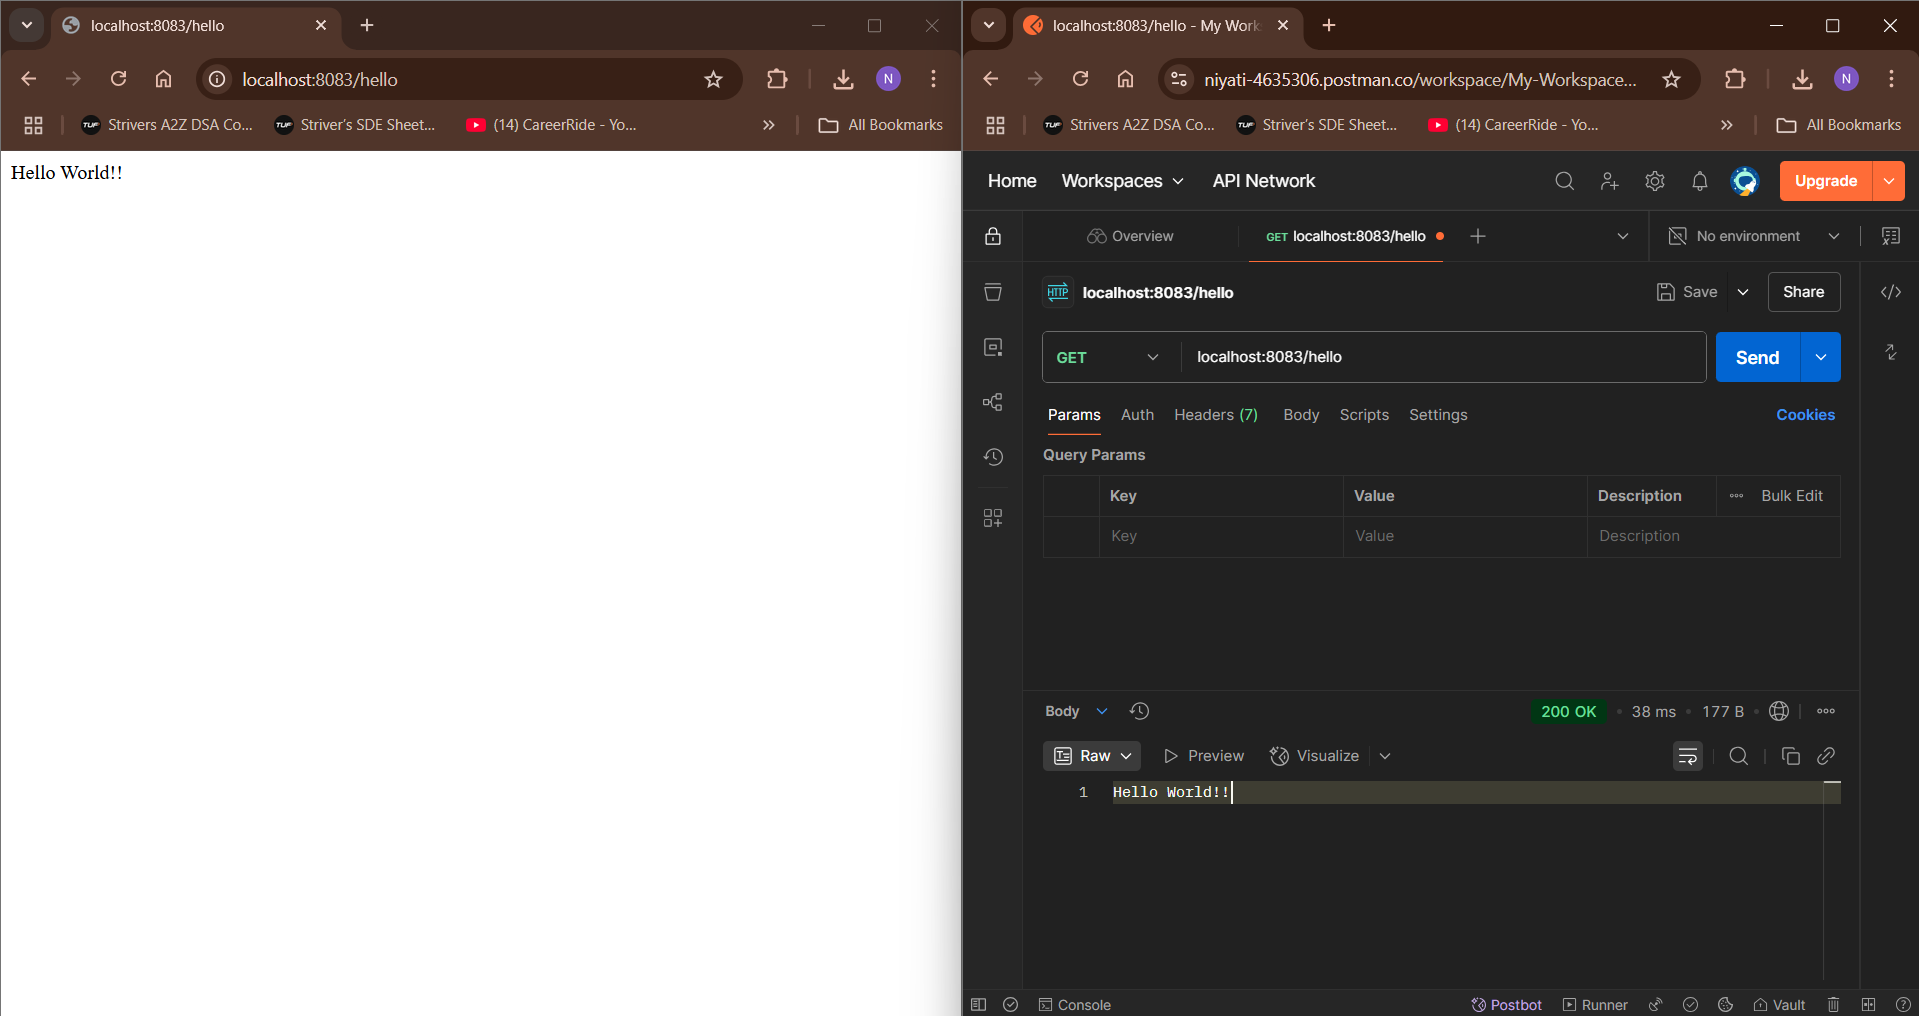 localhost:8083/hello
localhost:8083/hello
N
Strivers A2Z DSA Co...
Striver's SDE Sheet...
(14) CareerRide - Yo...
All Bookmarks
Hello World!!
localhost:8083/hello - My Work
niyati-4635306.postman.co/workspace/My-Workspace...
N
Strivers A2Z DSA Co...
Striver's SDE Sheet...
(14) CareerRide - Yo...
All Bookmarks
Home Workspaces API Network Upgrade
Overview GET localhost:8083/hello No environment
HTTP localhost:8083/hello Save Share
GET localhost:8083/hello Send
Params Auth Headers (7) Body Scripts Settings Cookies
Query Params
Key Value Description Bulk Edit
Key Value Description
Body 200 OK 38 ms 177 B
Raw Preview Visualize
1 Hello World!!
Console Postbot Runner Vault